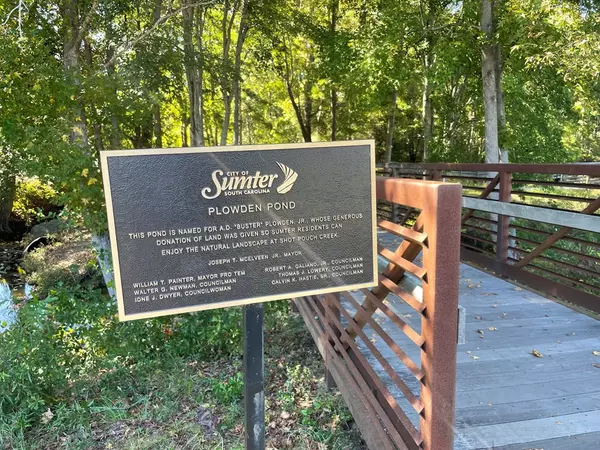 CITY OF
Sumter
SOUTH CAROLINA
PLOWDEN POND
THIS POND IS NAMED FOR A.D. "BUSTER" PLOWDEN, JR., WHOSE GENEROUS
DONATION OF LAND WAS GIVEN SO SUMTER RESIDENTS CAN
ENJOY THE NATURAL LANDSCAPE AT SHOT POUCH CREEK.
JOSEPH T. MCELVEEN, JR., MAYOR
WILLIAM T. PAINTER, MAYOR PRO TEM
WALTER G. NEWMAN, COUNCILMAN
IONE J. DWYER, COUNCILWOMAN
ROBERT A. GALIANO, JR., COUNCILMAN
THOMAS J. LOWERY, COUNCILMAN
CALVIN K. HASTIE, SR., COUNCILMAN